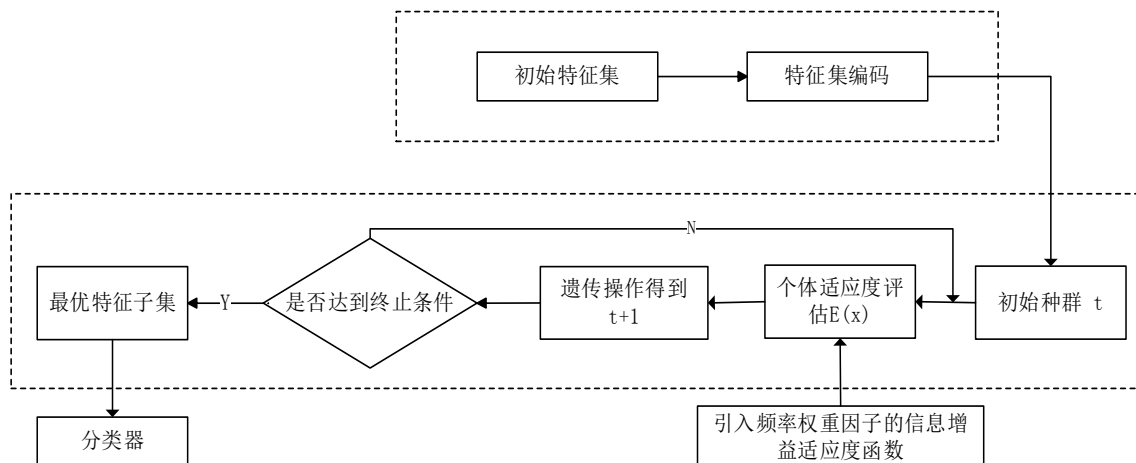 初始特征集
特征集编码
N
最优特征子集
Y
是否达到终止条件
遗传操作得到
t+1
个体适应度评
估E(x)
初始种群 t
分类器
引入频率权重因子的信息增
益适应度函数